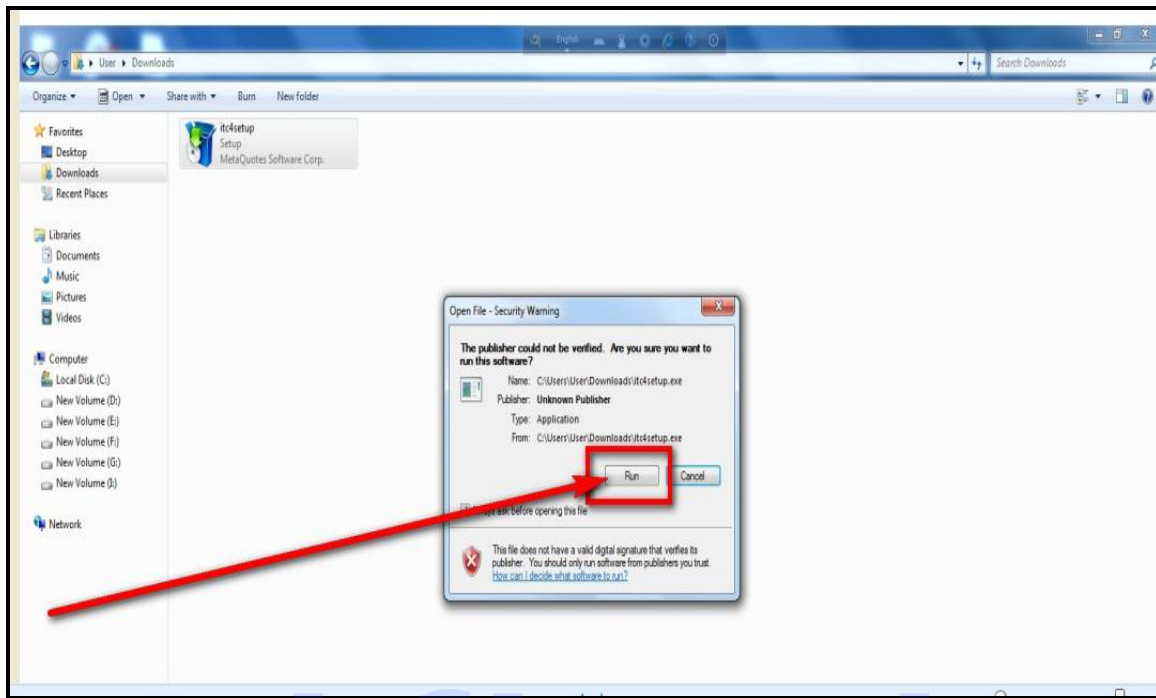 English
User ▸ Downloads
Search Downloads
Organize
Open
Share with
Burn
New folder
Favorites
Desktop
Downloads
Recent Places
Libraries
Documents
Music
Pictures
Videos
Computer
Local Disk (C:)
New Volume (D:)
New Volume (E:)
New Volume (F:)
New Volume (G:)
New Volume (I:)
Network
itc4setup
Setup
MetaQuotes Software Corp.
Open File - Security Warning
The publisher could not be verified. Are you sure you want to
run this software?
Name: C:\Users\User\Downloads\itc4setup.exe
Publisher: Unknown Publisher
Type: Application
From: C:\Users\User\Downloads\itc4setup.exe
Run
Cancel
ask before opening this file
This file does not have a valid digital signature that verifies its
publisher. You should only run software from publishers you trust.
How can I decide what software to run?